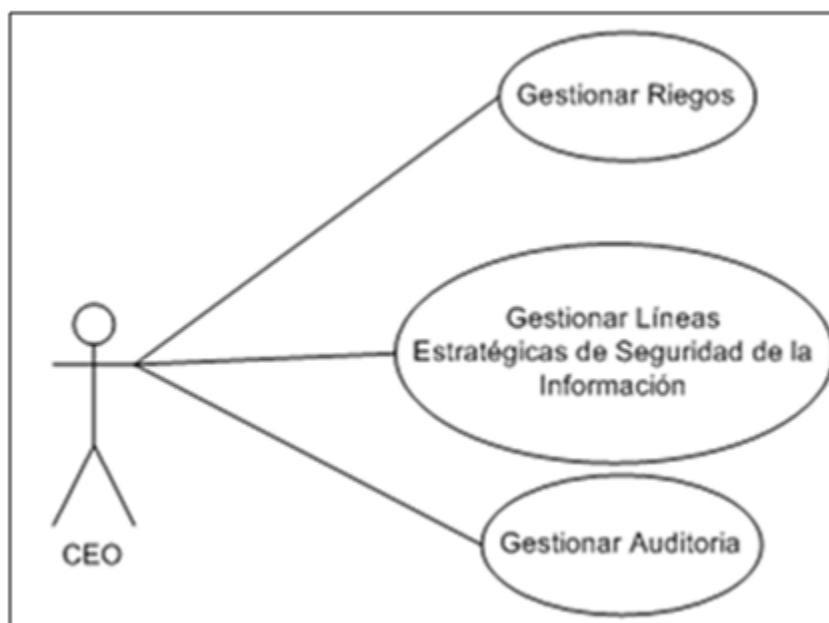 Gestionar Riegos
Gestionar Líneas
Estratégicas de Seguridad de la
Información
Gestionar Auditoria
CEO